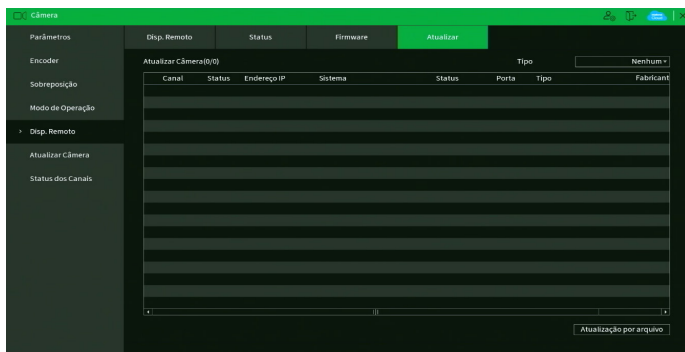 Câmera
Parâmetros
Encoder
Sobreposição
Modo de Operação
Disp. Remoto
Atualizar Câmera
Status dos Canais
Disp. Remoto Status Firmware Atualizar
Atualizar Câmera(0/0) Tipo Nenhum
Canal Status Endereço IP Sistema Status Porta Tipo Fabricant
Atualização por arquivo